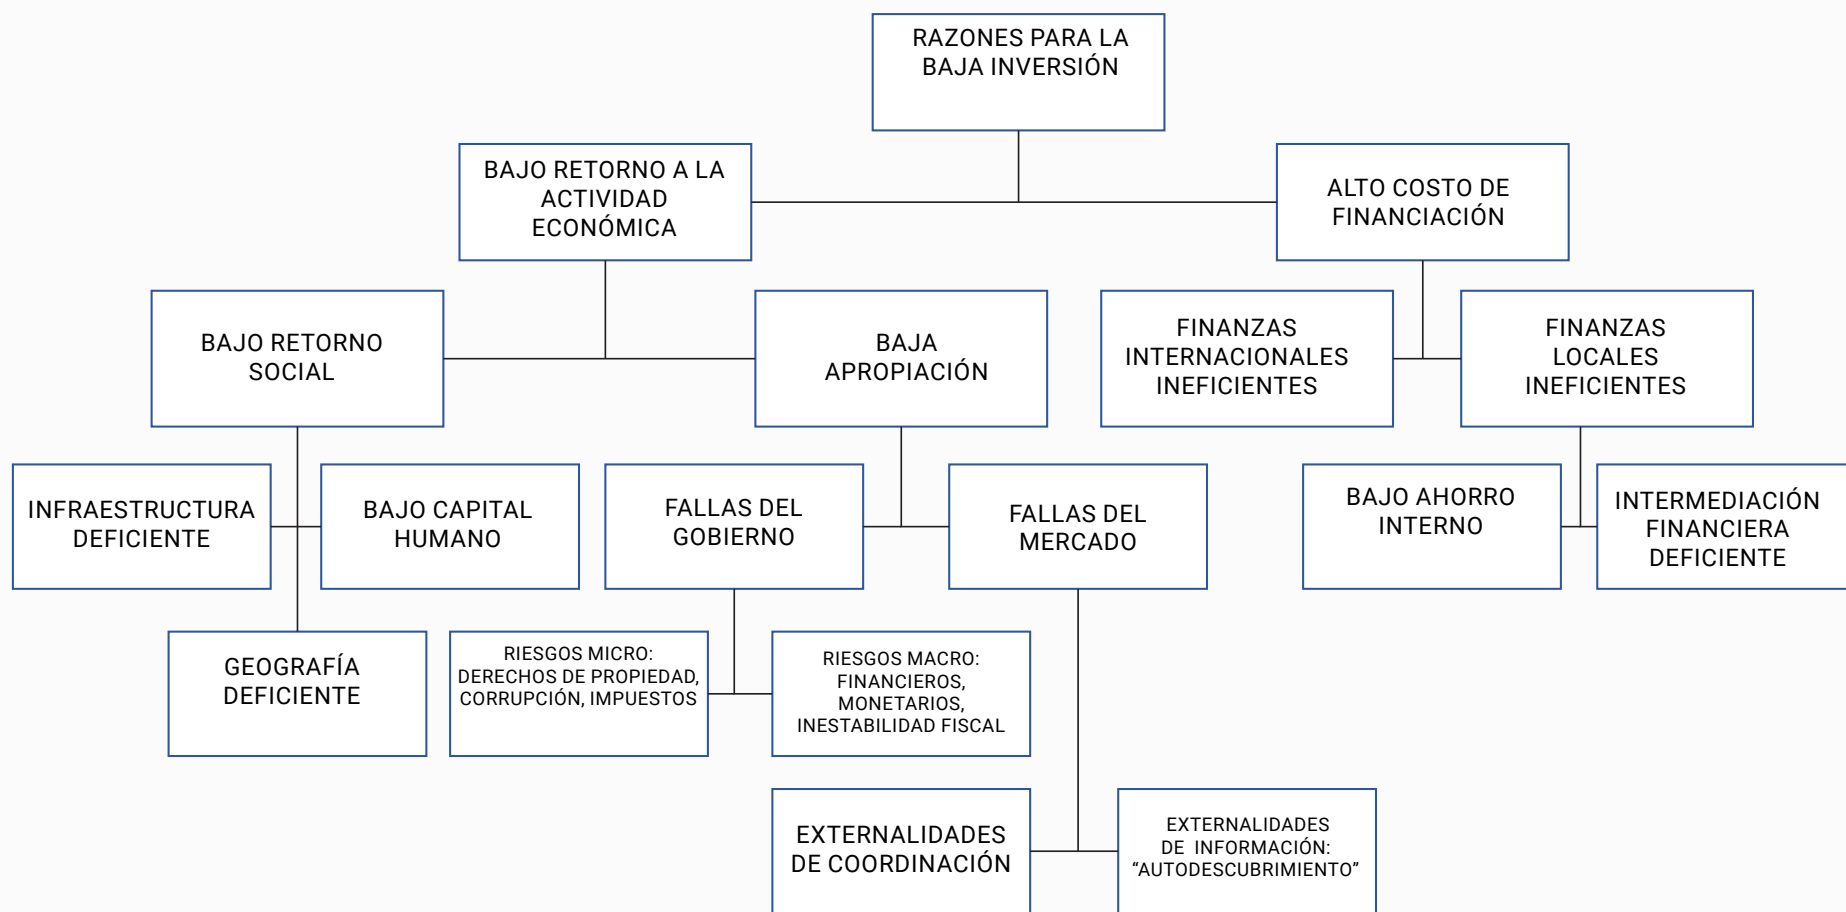 RAZONES PARA LA
BAJA INVERSIÓN
BAJO RETORNO A LA
ACTIVIDAD
ECONÓMICA
ALTO COSTO DE
FINANCIACIÓN
BAJO RETORNO
SOCIAL
BAJA
APROPIACIÓN
FINANZAS
INTERNACIONALES
INEFICIENTES
FINANZAS
LOCALES
INEFICIENTES
INFRAESTRUCTURA
DEFICIENTE
BAJO CAPITAL
HUMANO
FALLAS DEL
GOBIERNO
FALLAS DEL
MERCADO
BAJO AHORRO
INTERNO
INTERMEDIACIÓN
FINANCIERA
DEFICIENTE
GEOGRAFÍA
DEFICIENTE
RIESGOS MICRO:
DERECHOS DE PROPIEDAD,
CORRUPCIÓN, IMPUESTOS
RIESGOS MACRO:
FINANCIEROS,
MONETARIOS,
INESTABILIDAD FISCAL
EXTERNALIDADES
DE COORDINACIÓN
EXTERNALIDADES
DE INFORMACIÓN:
“AUTODESCUBRIMIENTO”